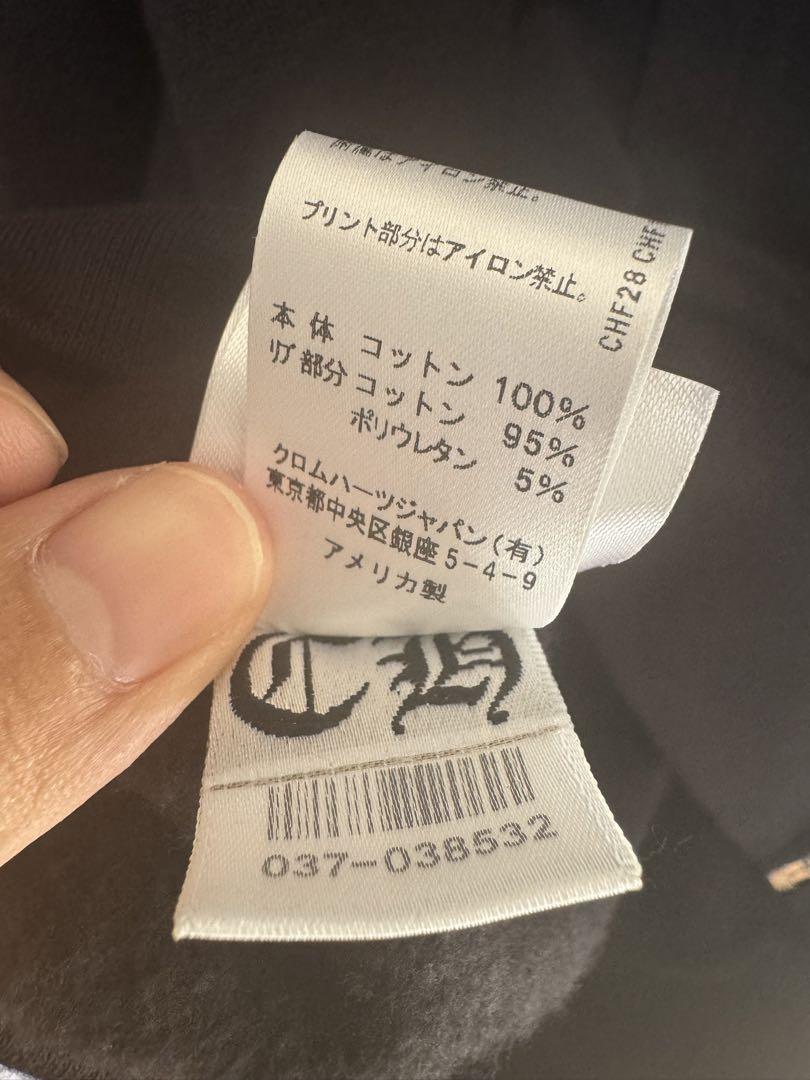 プリント部分はアイロン禁止。
CHF28
本体 コットン 100%
リブ部分 コットン 95%
ポリウレタン 5%
クロムハーツジャパン(有)
東京都中央区銀座5-4-9
アメリカ製
CH
037-038532